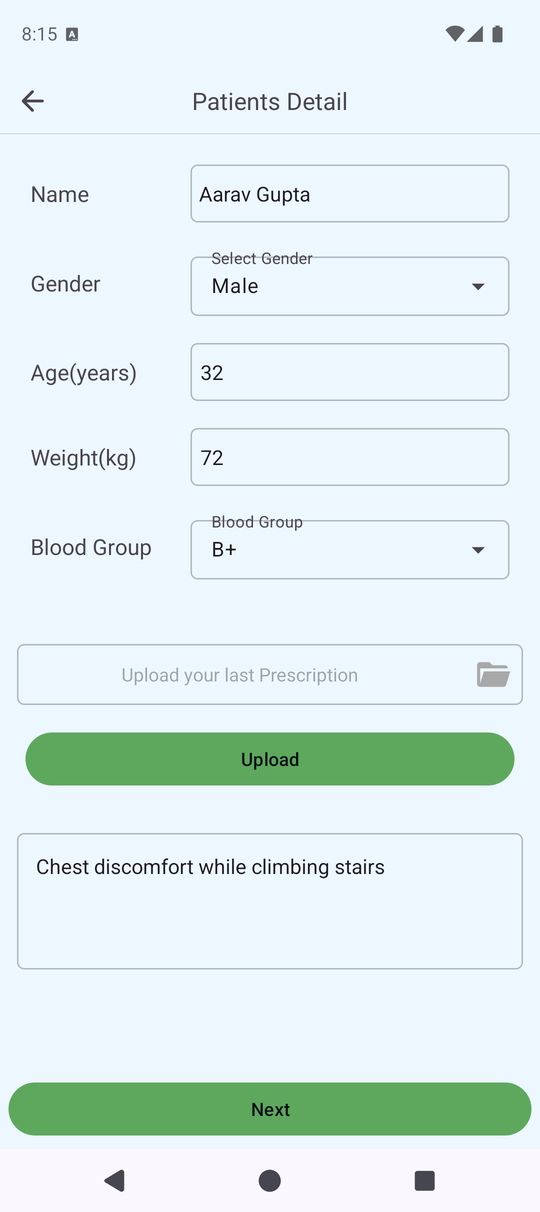 8:15
Patients Detail
Name
Aarav Gupta
Select Gender
Gender
Male
Age(years)
32
Weight(kg)
72
Blood Group
Blood Group
B+
Upload your last Prescription
Upload
Chest discomfort while climbing stairs
Next